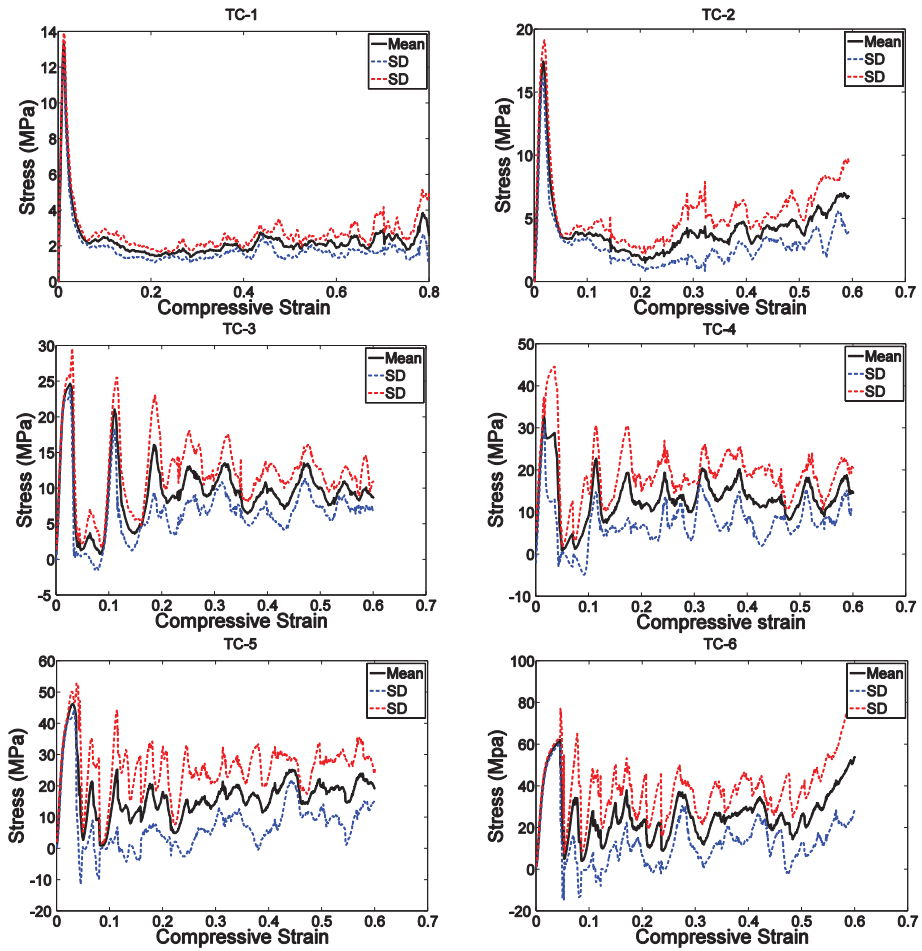 TC-1
14
12
10
8
6
4
2
0
0 0.2 0.4 0.6 0.8
Stress (MPa)
Compressive Strain
Mean
SD
SD
TC-2
20
15
10
5
0
0 0.1 0.2 0.3 0.4 0.5 0.6 0.7
Stress (MPa)
Compressive Strain
Mean
SD
SD
TC-3
30
25
20
15
10
5
0
-5
0 0.1 0.2 0.3 0.4 0.5 0.6 0.7
Stress (MPa)
Compressive Strain
Mean
SD
SD
TC-4
50
40
30
20
10
0
-10
0 0.1 0.2 0.3 0.4 0.5 0.6 0.7
Stress (MPa)
Compressive strain
Mean
SD
SD
TC-5
60
50
40
30
20
10
0
-10
-20
0 0.1 0.2 0.3 0.4 0.5 0.6 0.7
Stress (MPa)
Compressive Strain
Mean
SD
SD
TC-6
100
80
60
40
20
0
-20
0 0.1 0.2 0.3 0.4 0.5 0.6 0.7
Stress (Mpa)
Compressive Strain
Mean
SD
SD